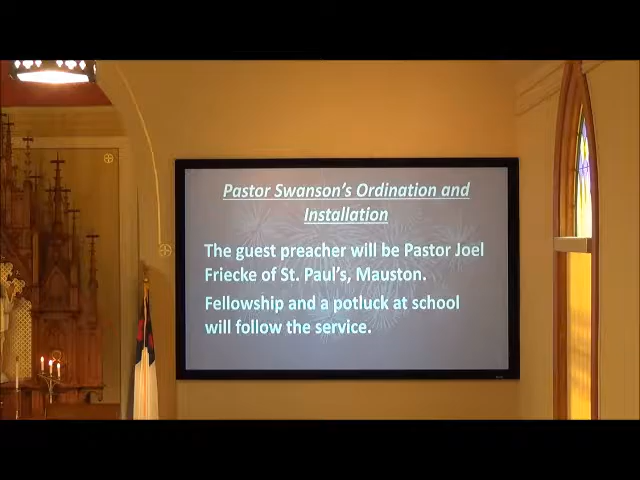 Pastor Swanson's Ordination and
Installation
The guest preacher will be Pastor Joel
Friecke of St. Paul's, Mauston.
Fellowship and a potluck at school
will follow the service.